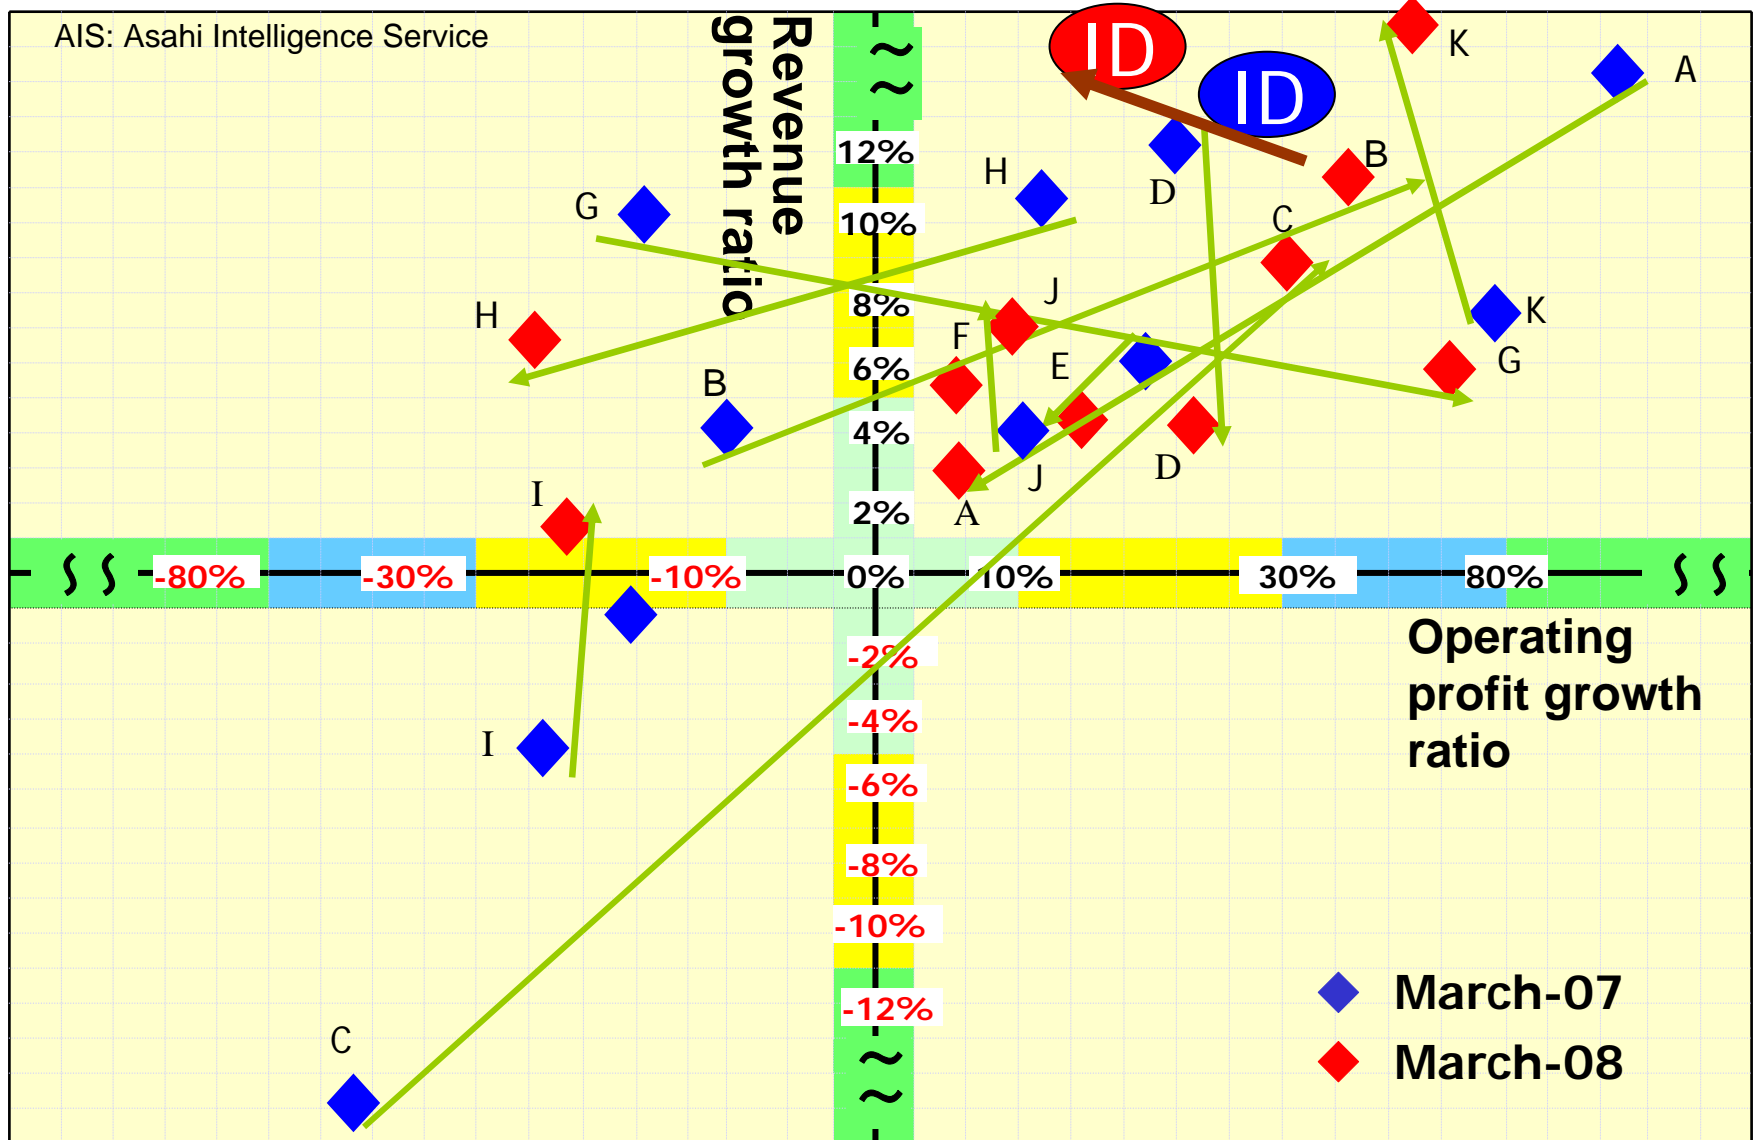 AIS: Asahi Intelligence Service
Revenue
growth ratio
ID
ID
K
A
12%
B
H
D
G
10%
C
8%
J
K
H
F
6%
E
G
B
4%
D
J
I
2%
A
-80%
-30%
-10%
0%
10%
30%
80%
Operating
profit growth
ratio
-2%
-4%
I
-6%
-8%
-10%
-12%
March-07
C
March-08